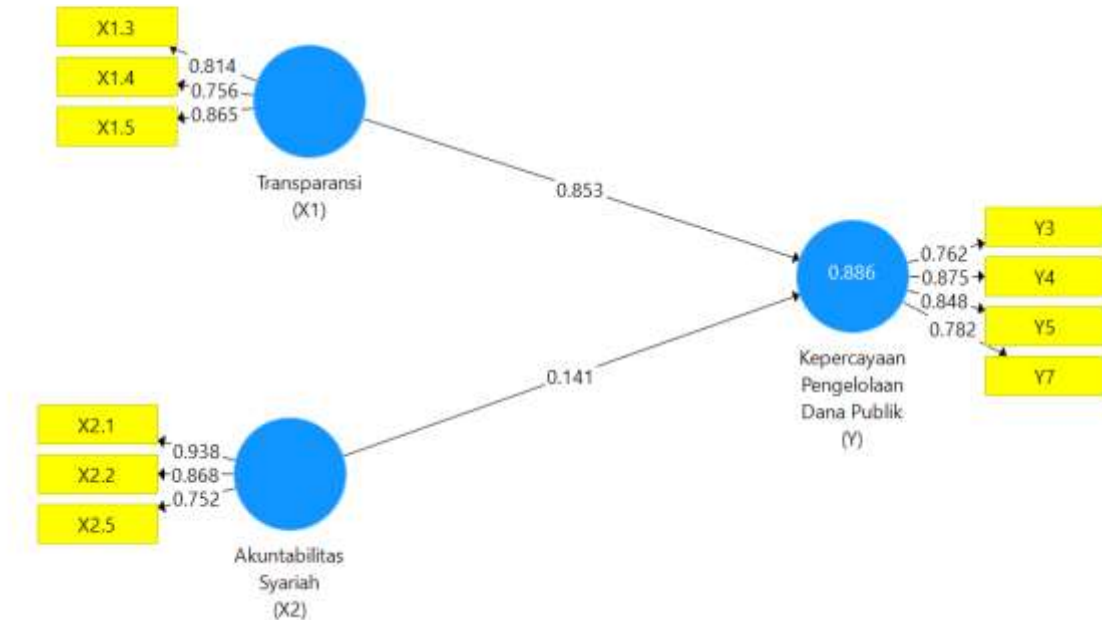 X1.3
X1.4
X1.5
0.814
0.756
0.865
Transparansi
(X1)
0.853
0.886
Y3
Y4
Y5
Y7
0.762
0.875
0.848
0.782
Kepercayaan
Pengelolaan
Dana Publik
(Y)
0.141
X2.1
X2.2
X2.5
0.938
0.868
0.752
Akuntabilitas
Syariah
(X2)